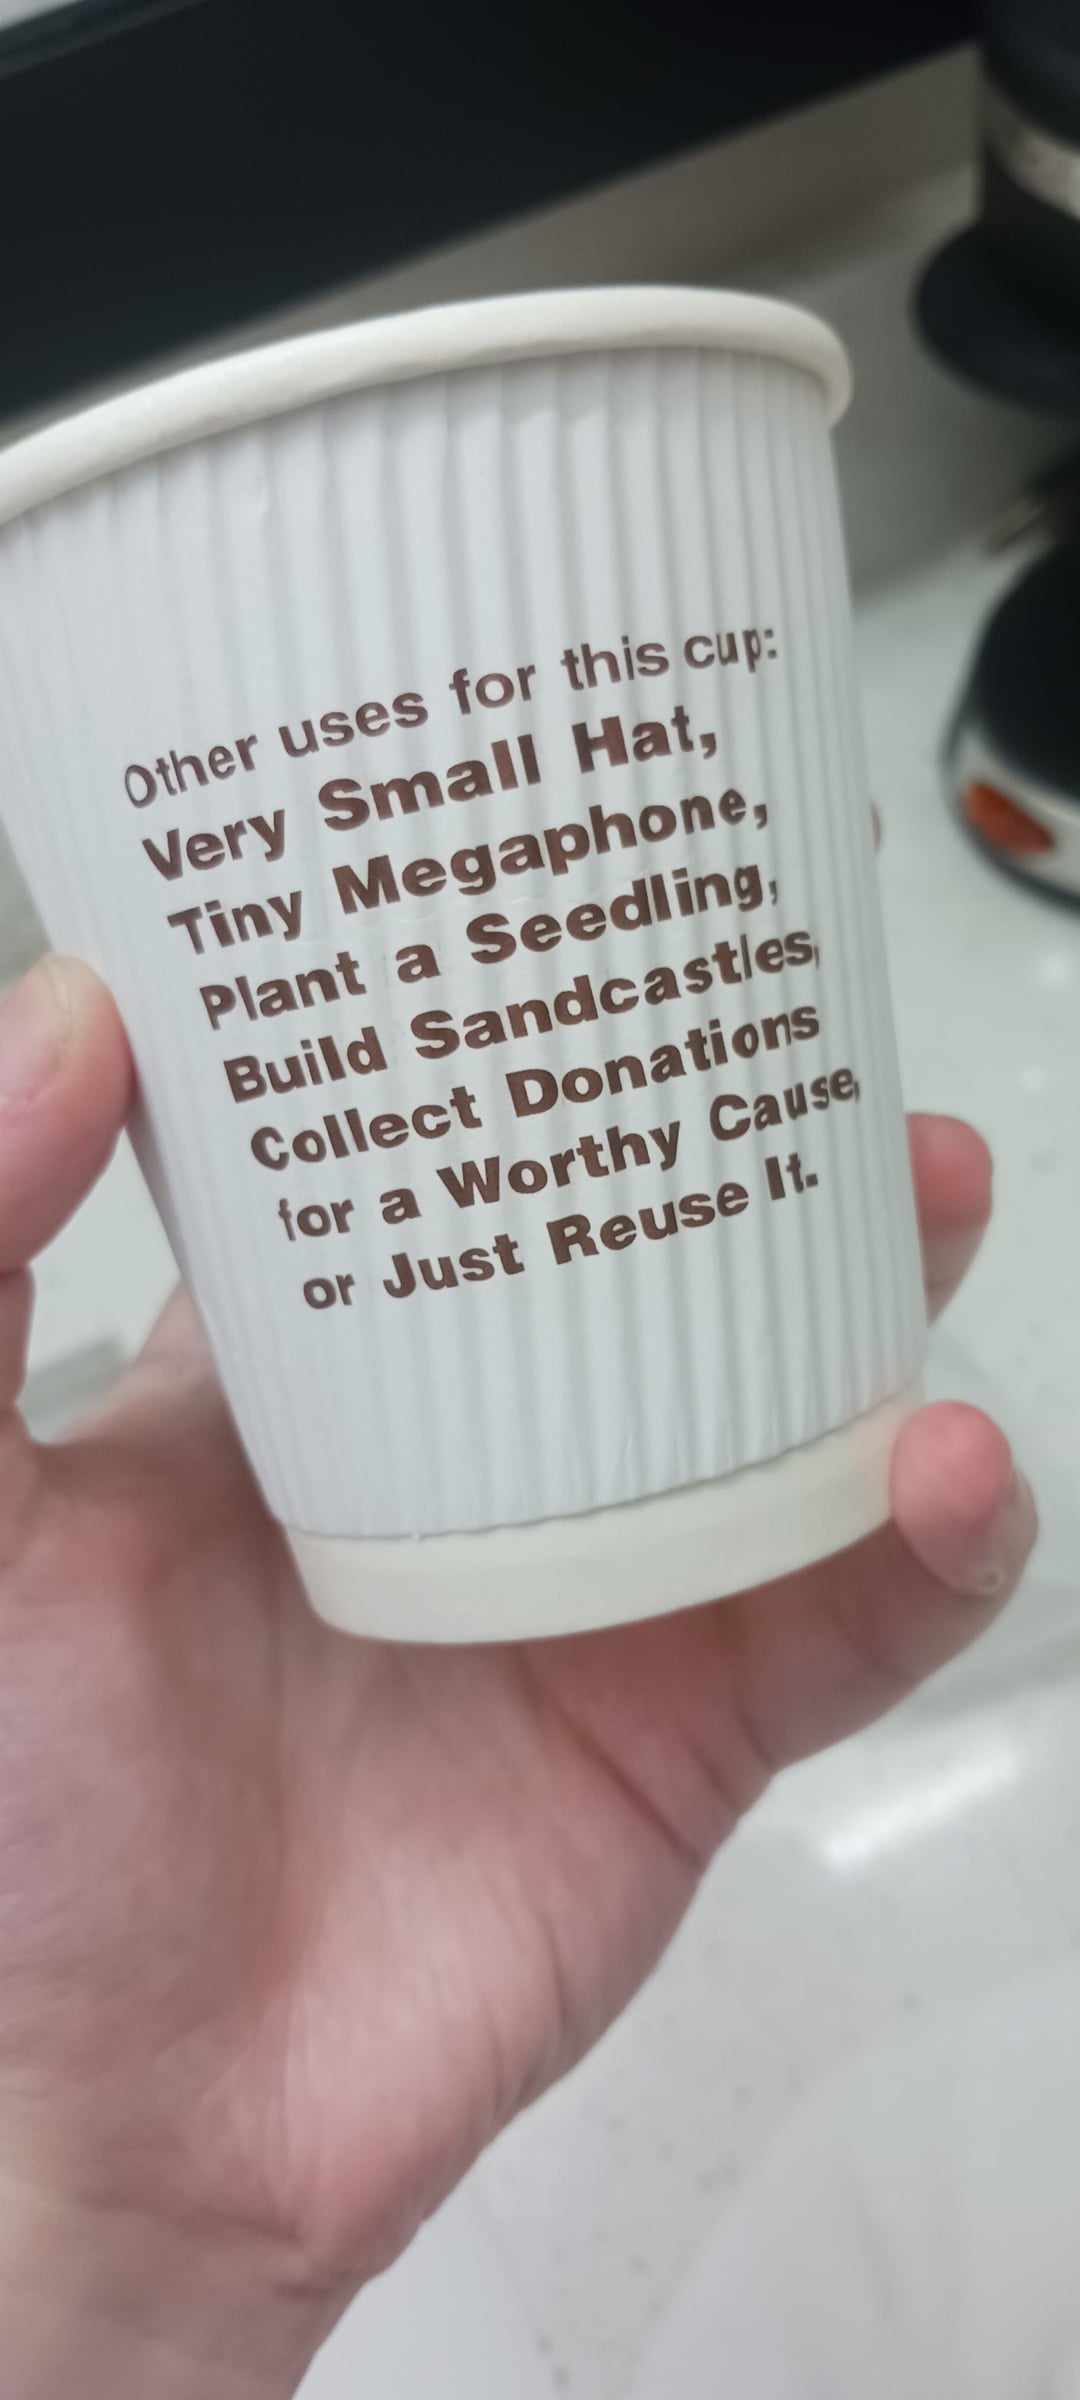 Other uses for this cup:
Very Small Hat,
Tiny Megaphone,
Plant a Seedling,
Build Sandcastles,
Collect Donations
for a Worthy Cause,
or Just Reuse It.